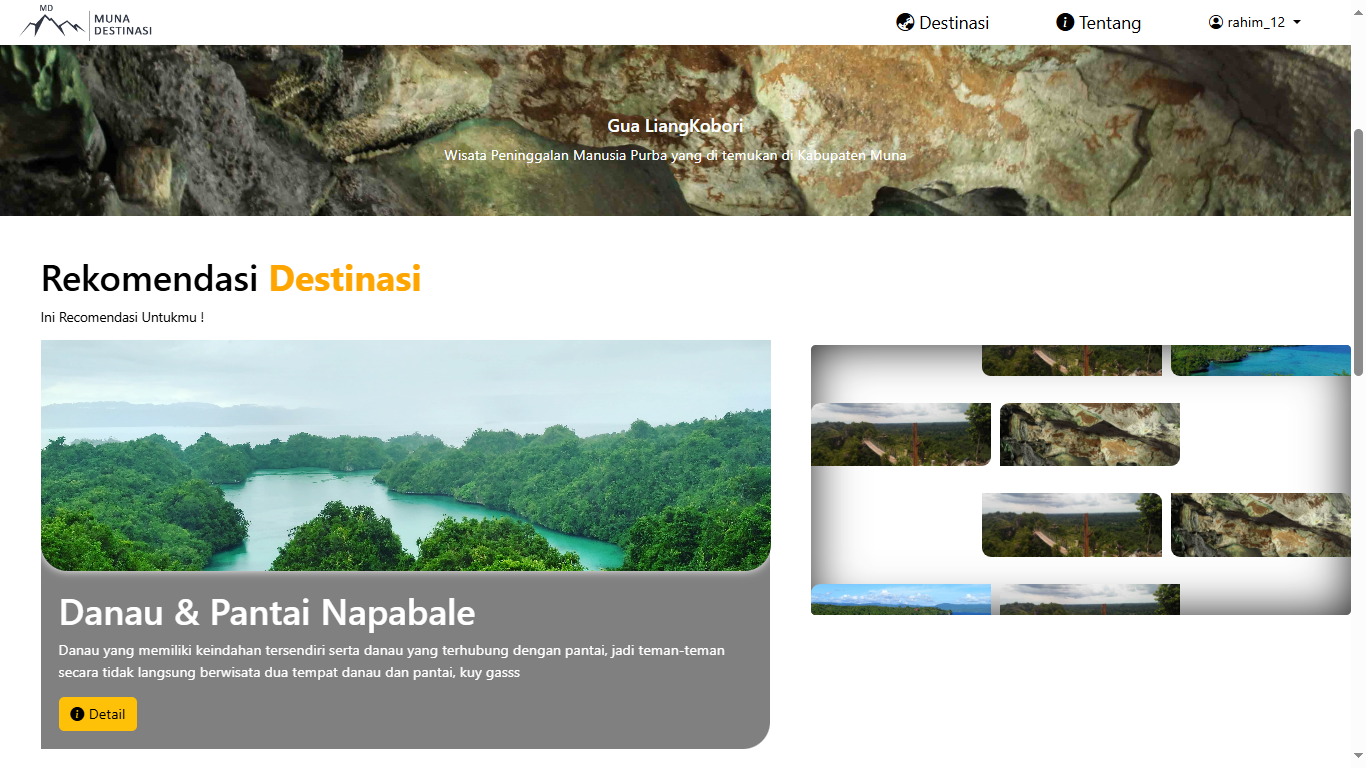 MD
MUNA
DESTINASI
Destinasi
Tentang
rahim_12
Gua LiangKobori
Wisata Peninggalan Manusia Purba yang di temukan di Kabupaten Muna
Rekomendasi Destinasi
Ini Recomendasi Untukmu !
Danau & Pantai Napabale
Danau yang memiliki keindahan tersendiri serta danau yang terhubung dengan pantai, jadi teman-teman
secara tidak langsung berwisata dua tempat danau dan pantai, kuy gasss
Detail